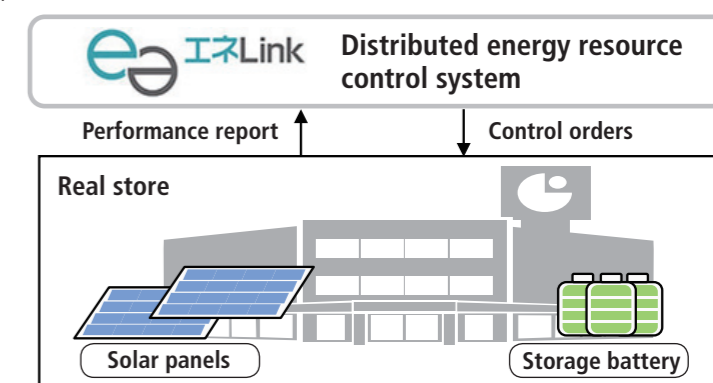 エネLink
Distributed energy resource
control system
Performance report
Control orders
Real store
Solar panels
Storage battery